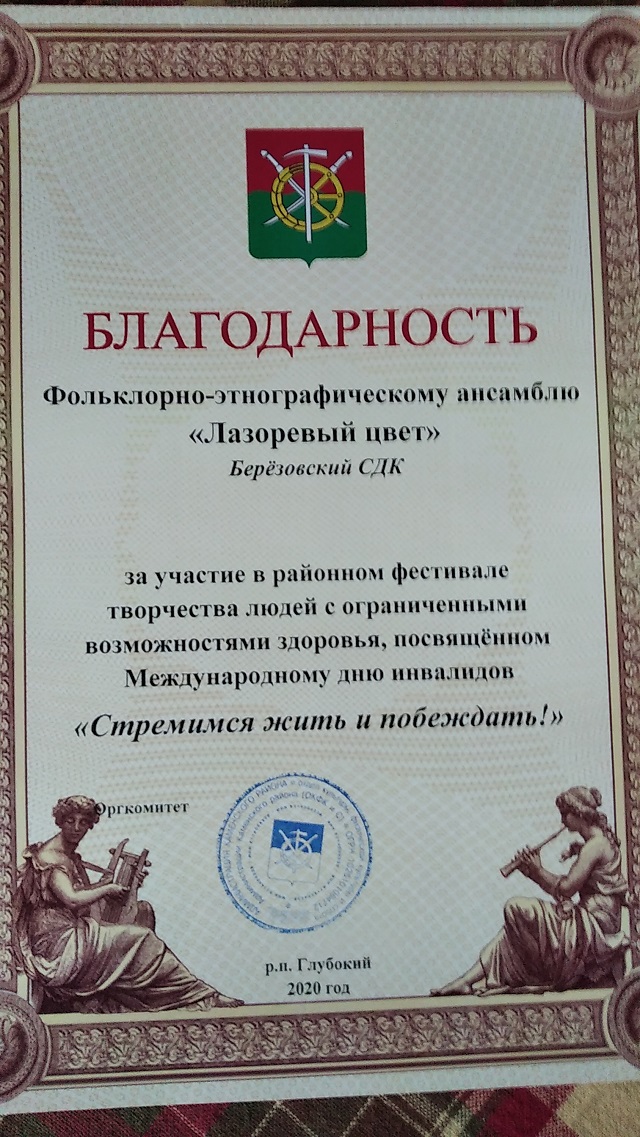 БЛАГОДАРНОСТЬ
Фольклорно-этнографическому ансамблю
«Лазоревый цвет»
Берёзовский СДК
за участие в районном фестивале
творчества людей с ограниченными
возможностями здоровья, посвящённом
Международному дню инвалидов
«Стремимся жить и побеждать!»
Оргкомитет
р.п. Глубокий
2020 год